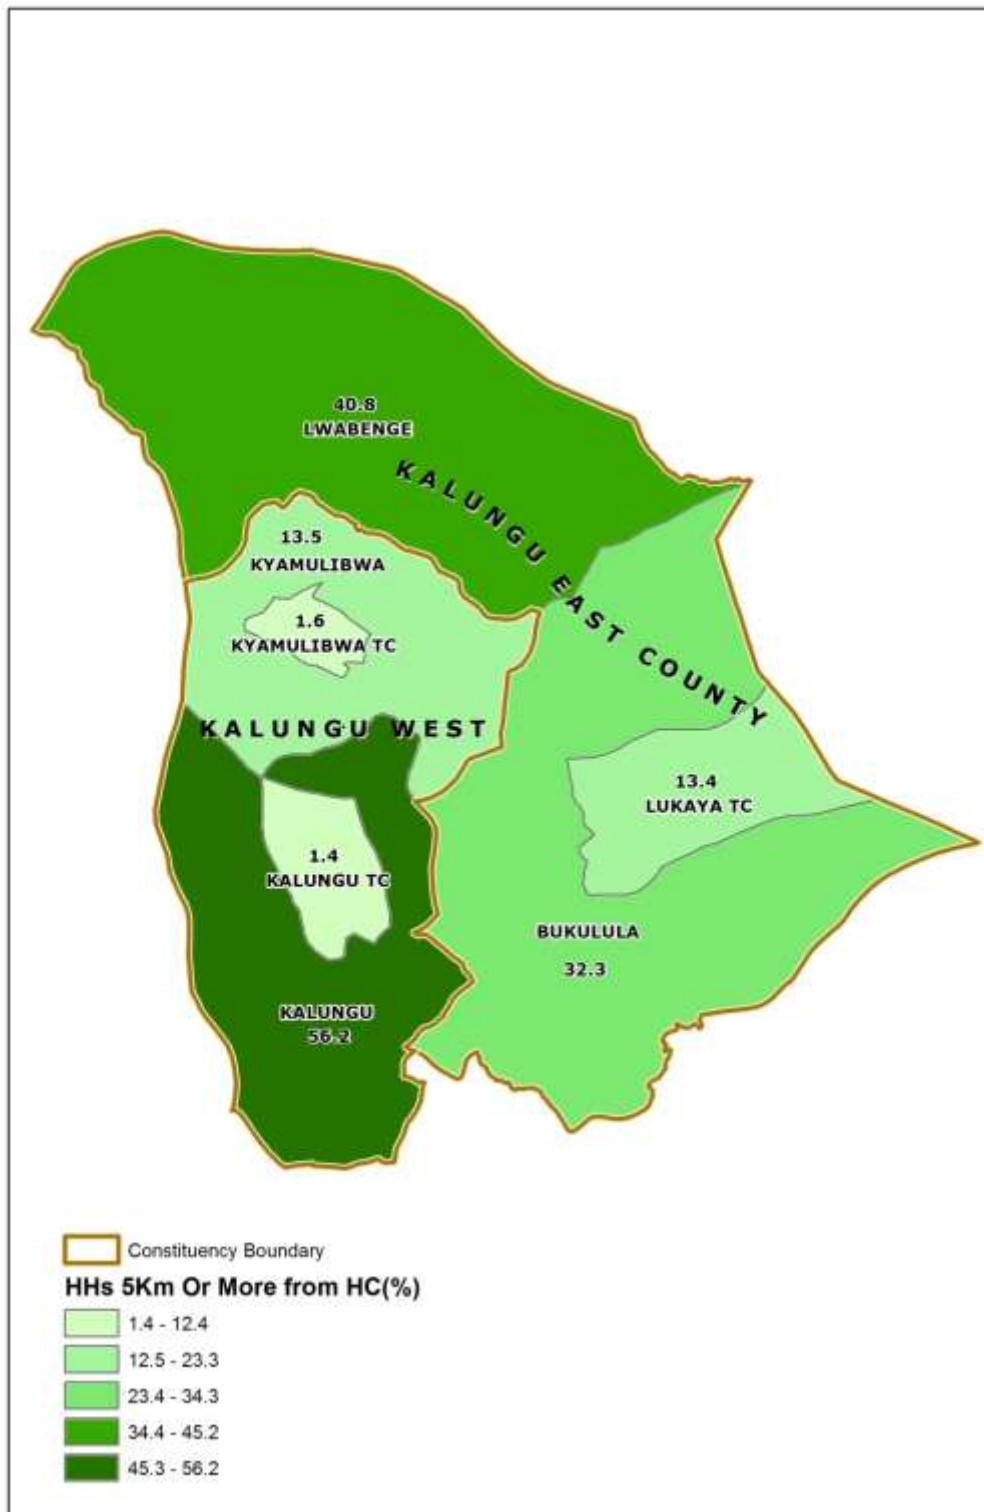 40.8
LWABENGE
KALUNGU EAST COUNTY
13.5
KYAMULIBWA
1.6
KYAMULIBWA TC
KALUNGU WEST
13.4
LUKAYA TC
1.4
KALUNGU TC
BUKULULA
32.3
KALUNGU
56.2
Constituency Boundary
HHs 5Km Or More from HC(%)
1.4 - 12.4
12.5 - 23.3
23.4 - 34.3
34.4 - 45.2
45.3 - 56.2